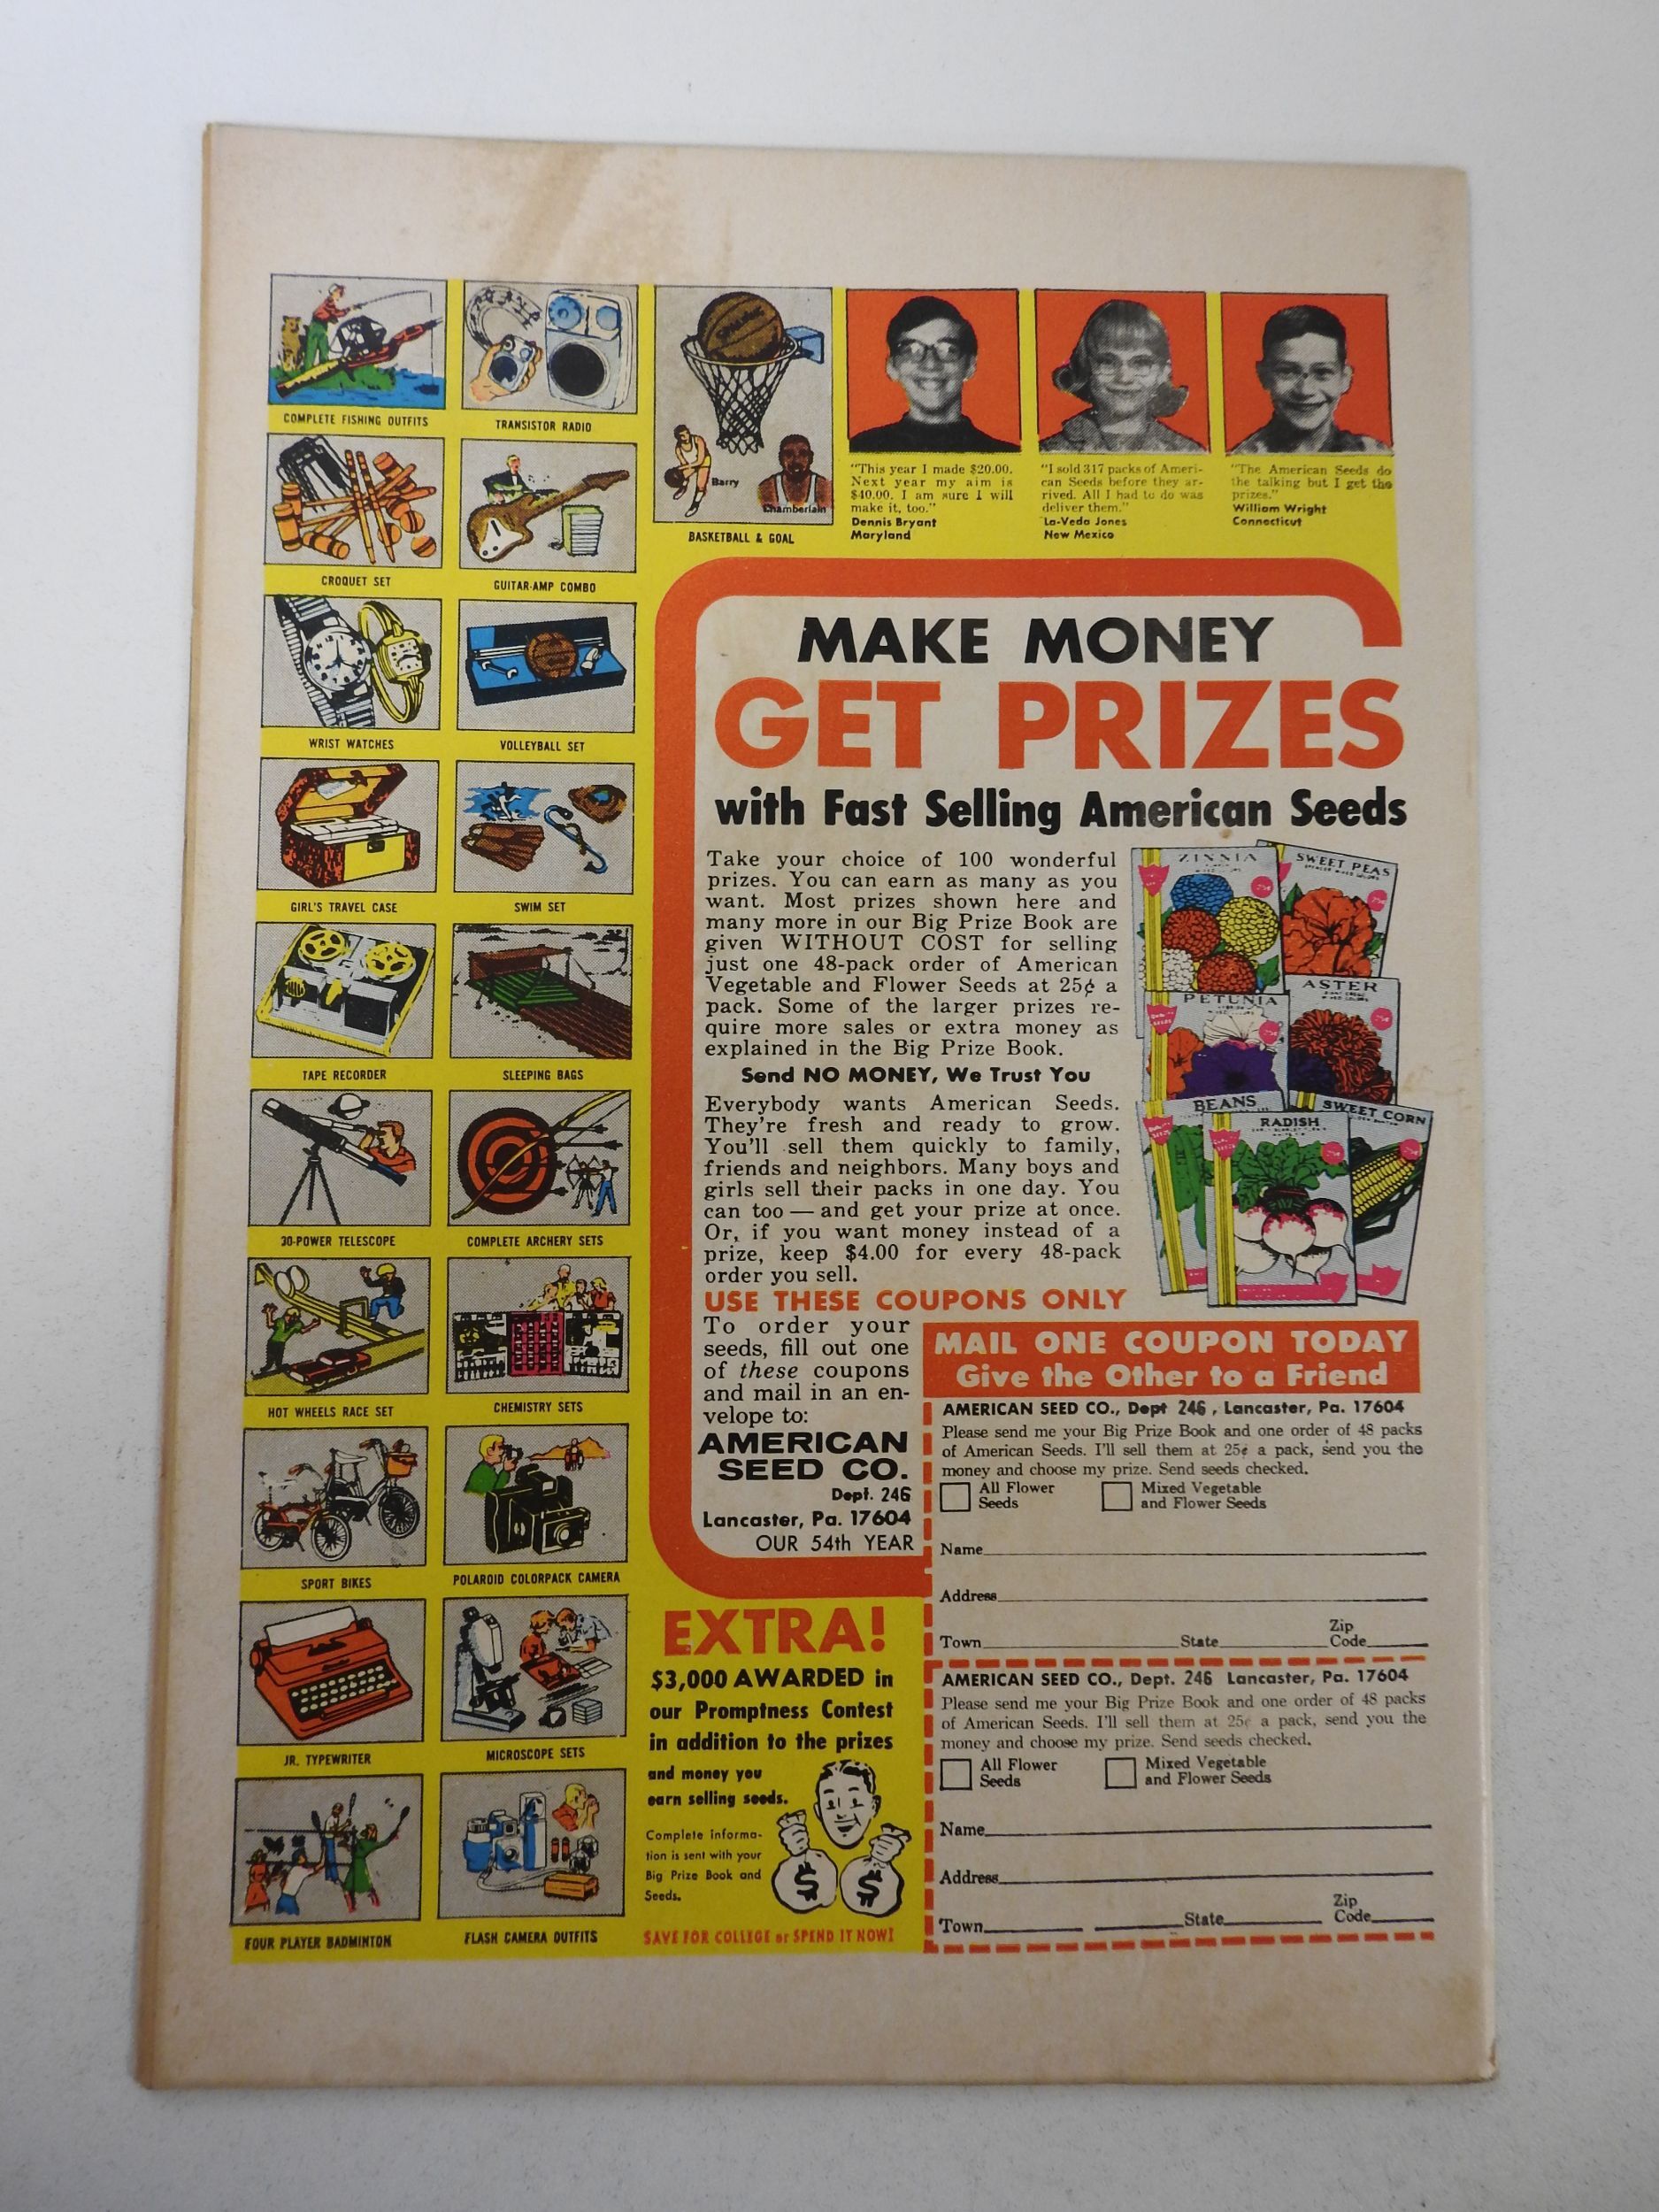 COMPLETE FISHING OUTFITS
TRANSISTOR RADIO
CROQUET SET
GUITAR-AMP COMBO
WRIST WATCHES
VOLLEYBALL SET
GIRL'S TRAVEL CASE
SWIM SET
TAPE RECORDER
SLEEPING BAGS
30-POWER TELESCOPE
COMPLETE ARCHERY SETS
HOT WHEELS RACE SET
CHEMISTRY SETS
SPORT BIKES
POLAROID COLORPACK CAMERA
JR. TYPEWRITER
MICROSCOPE SETS
FOUR PLAYER BADMINTON
FLASH CAMERA OUTFITS
Barry
Chamberlain
BASKETBALL & GOAL
"This year I made $20.00.
Next year my aim is
$40.00. I am sure I will
make it, too."
Dennis Bryant
Maryland
"I sold 317 packs of Ameri-
can Seeds before they ar-
rived. All I had to do was
deliver them."
La-Veda Jones
New Mexico
"The American Seeds do
the talking but I get the
prizes."
William Wright
Connecticut
MAKE MONEY
GET PRIZES
with Fast Selling American Seeds
Take your choice of 100 wonderful
prizes. You can earn as many as you
want. Most prizes shown here and
many more in our Big Prize Book are
given WITHOUT COST for selling
just one 48-pack order of American
Vegetable and Flower Seeds at 25¢ a
pack. Some of the larger prizes re-
quire more sales or extra money as
explained in the Big Prize Book.
Send NO MONEY, We Trust You
Everybody wants American Seeds.
They're fresh and ready to grow.
You'll sell them quickly to family,
friends and neighbors. Many boys and
girls sell their packs in one day. You
can too — and get your prize at once.
Or, if you want money instead of a
prize, keep $4.00 for every 48-pack
order you sell.
ZINNIA
SWEET PEAS
PETUNIA
ASTER
BEANS
SWEET CORN
RADISH
USE THESE COUPONS ONLY
To order your
seeds, fill out one
of these coupons
and mail in an en-
velope to:
AMERICAN
SEED CO.
Dept. 246
Lancaster, Pa. 17604
OUR 54th YEAR
MAIL ONE COUPON TODAY
Give the Other to a Friend
AMERICAN SEED CO., Dept 246, Lancaster, Pa. 17604
Please send me your Big Prize Book and one order of 48 packs
of American Seeds. I'll sell them at 25¢ a pack, send you the
money and choose my prize. Send seeds checked.
All Flower Seeds
Mixed Vegetable and Flower Seeds
Name
Address
Town State Zip Code
AMERICAN SEED CO., Dept. 246 Lancaster, Pa. 17604
Please send me your Big Prize Book and one order of 48 packs
of American Seeds. I'll sell them at 25¢ a pack, send you the
money and choose my prize. Send seeds checked.
All Flower Seeds
Mixed Vegetable and Flower Seeds
Name
Address
Town State Zip Code
EXTRA!
$3,000 AWARDED in
our Promptness Contest
in addition to the prizes
and money you
earn selling seeds.
Complete informa-
tion is sent with your
Big Prize Book and
Seeds.
$
$
SAVE FOR COLLEGE or SPEND IT NOW!